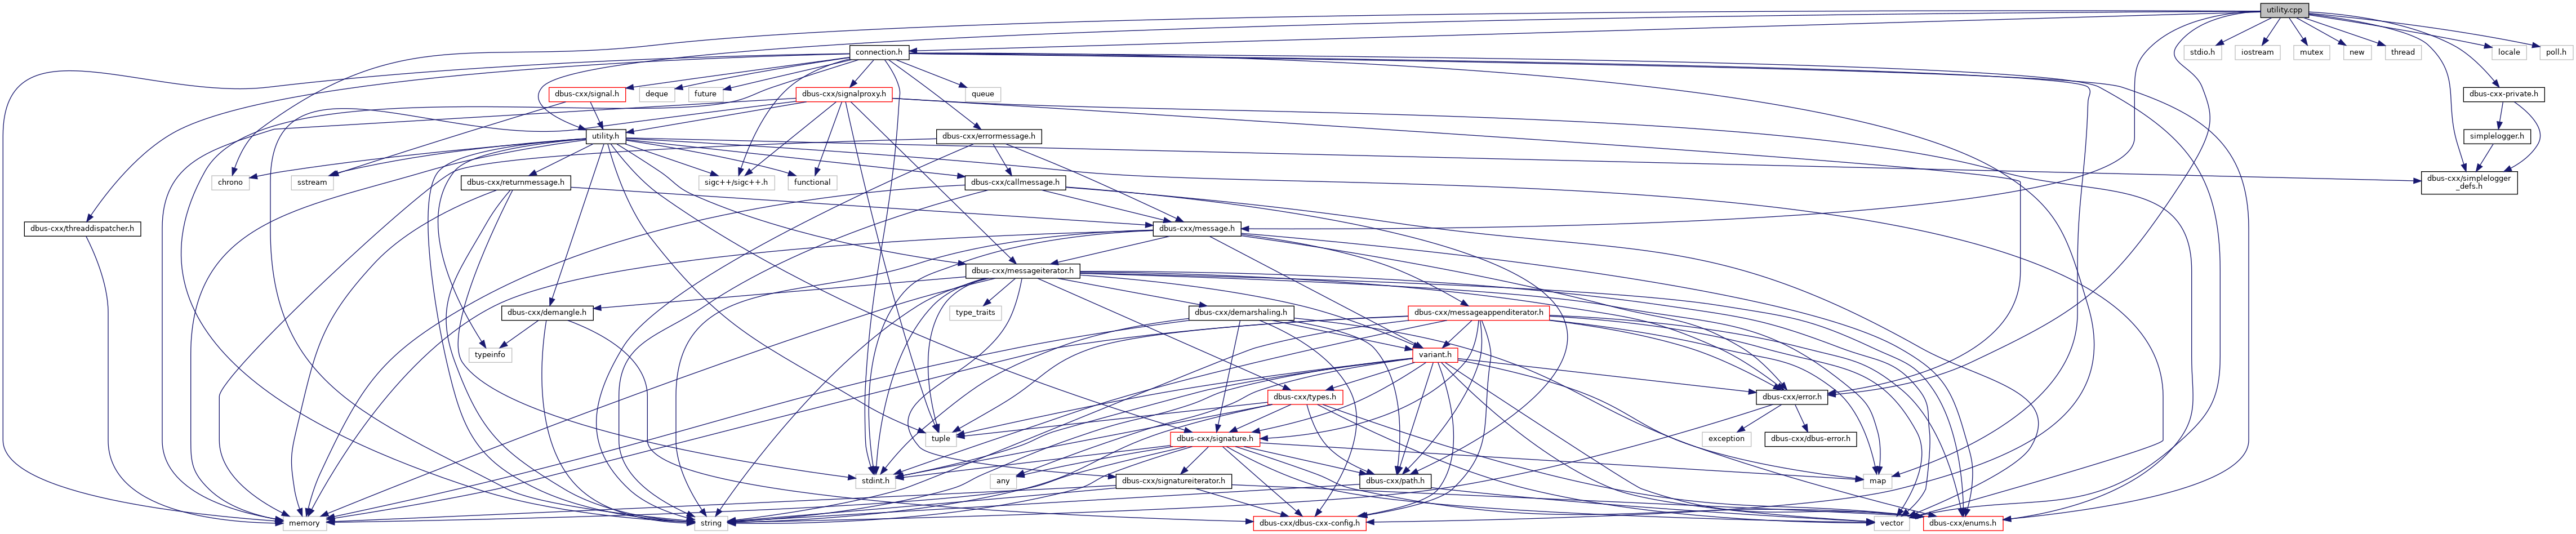 utility.cpp
connection.h
stdio.h
iostream
mutex
new
thread
locale
poll.h
dbus-cxx/signal.h
deque
future
dbus-cxx/signalproxy.h
queue
dbus-cxx-private.h
utility.h
dbus-cxx/errormessage.h
simplelogger.h
chrono
sstream
dbus-cxx/returnmessage.h
sigc++/sigc++.h
functional
dbus-cxx/callmessage.h
dbus-cxx/simplelogger
_defs.h
dbus-cxx/threaddispatcher.h
dbus-cxx/message.h
dbus-cxx/messageiterator.h
dbus-cxx/demangle.h
type_traits
dbus-cxx/demarshaling.h
dbus-cxx/messageappenditerator.h
typeinfo
variant.h
dbus-cxx/types.h
dbus-cxx/error.h
tuple
dbus-cxx/signature.h
exception
dbus-cxx/dbus-error.h
stdint.h
any
dbus-cxx/signatureiterator.h
dbus-cxx/path.h
map
memory
string
dbus-cxx/dbus-cxx-config.h
vector
dbus-cxx/enums.h